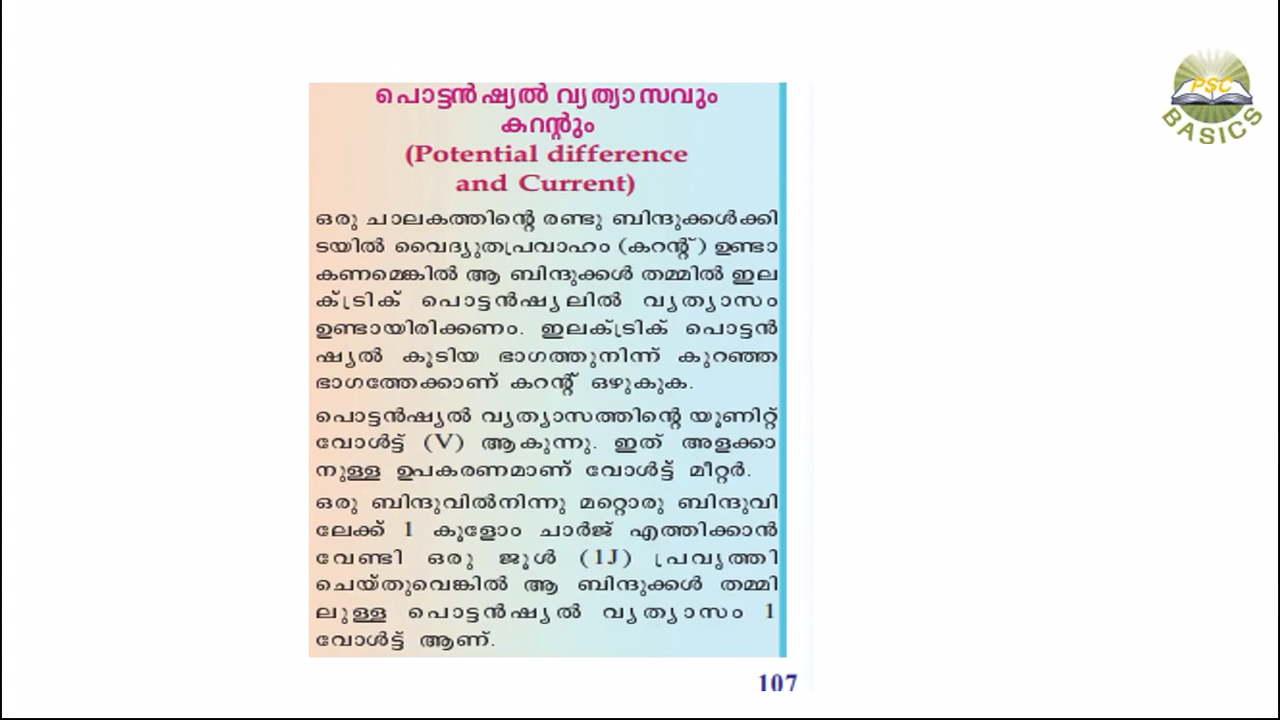 പൊട്ടൻഷ്യൽ വ്യത്യാസവും
കറന്റും
(Potential difference
and Current)
ഒരു ചാലകത്തിന്റെ രണ്ടു ബിന്ദുക്കൾക്കി
ടയിൽ വൈദ്യുതപ്രവാഹം (കറന്റ്) ഉണ്ടാ
കണമെങ്കിൽ ആ ബിന്ദുക്കൾ തമ്മിൽ ഇല
ക്ട്രിക് പൊട്ടൻഷ്യലിൽ വ്യത്യാസം
ഉണ്ടായിരിക്കണം. ഇലക്ട്രിക് പൊട്ടൻ
ഷ്യൽ കൂടിയ ഭാഗത്തുനിന്ന് കുറഞ്ഞ
ഭാഗത്തേക്കാണ് കറന്റ് ഒഴുകുക.
പൊട്ടൻഷ്യൽ വ്യത്യാസത്തിന്റെ യൂണിറ്റ്
വോൾട്ട് (V) ആകുന്നു. ഇത് അളക്കാ
നുള്ള ഉപകരണമാണ് വോൾട്ട് മീറ്റർ.
ഒരു ബിന്ദുവിൽനിന്നു മറ്റൊരു ബിന്ദുവി
ലേക്ക് 1 കൂളോം ചാർജ് എത്തിക്കാൻ
വേണ്ടി ഒരു ജൂൾ (1J) പ്രവൃത്തി
ചെയ്തുവെങ്കിൽ ആ ബിന്ദുക്കൾ തമ്മി
ലുള്ള പൊട്ടൻഷ്യൽ വ്യത്യാസം 1
വോൾട്ട് ആണ്.
107
PSC
BASICS